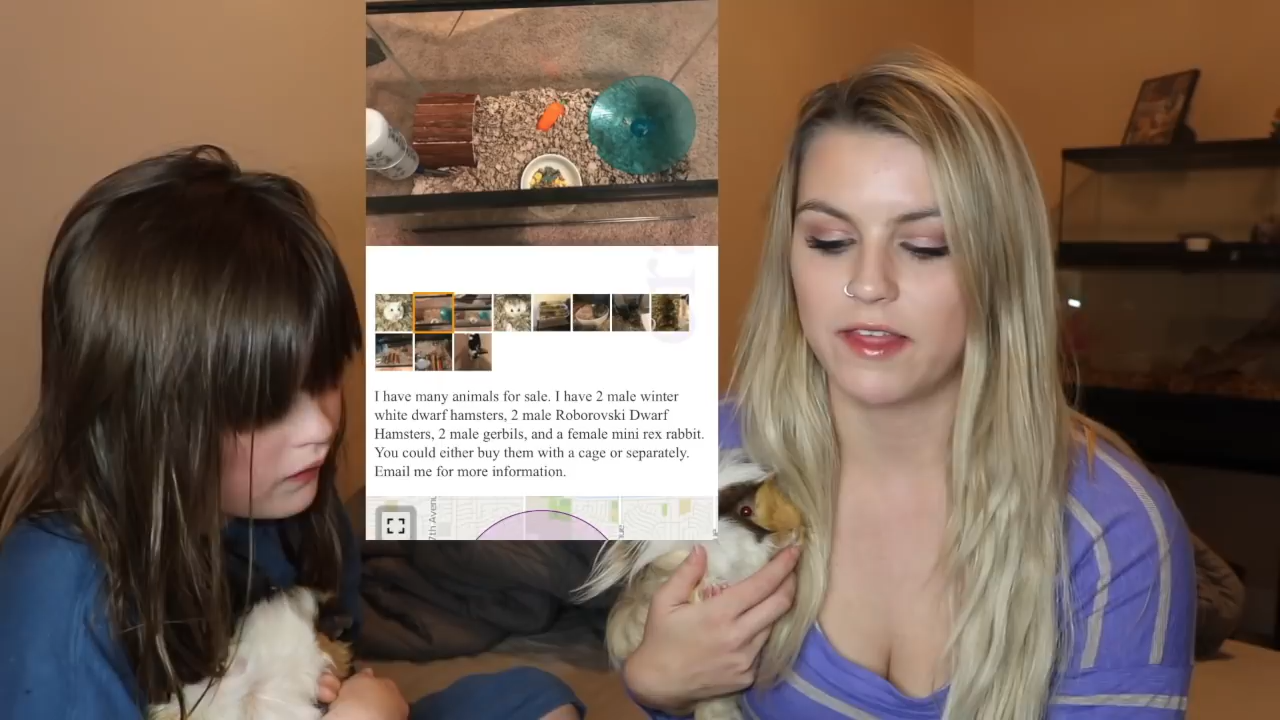 I have many animals for sale. I have 2 male winter
white dwarf hamsters, 2 male Roborovski Dwarf
Hamsters, 2 male gerbils, and a female mini rex rabbit.
You could either buy them with a cage or separately.
Email me for more information.
7th Avenu